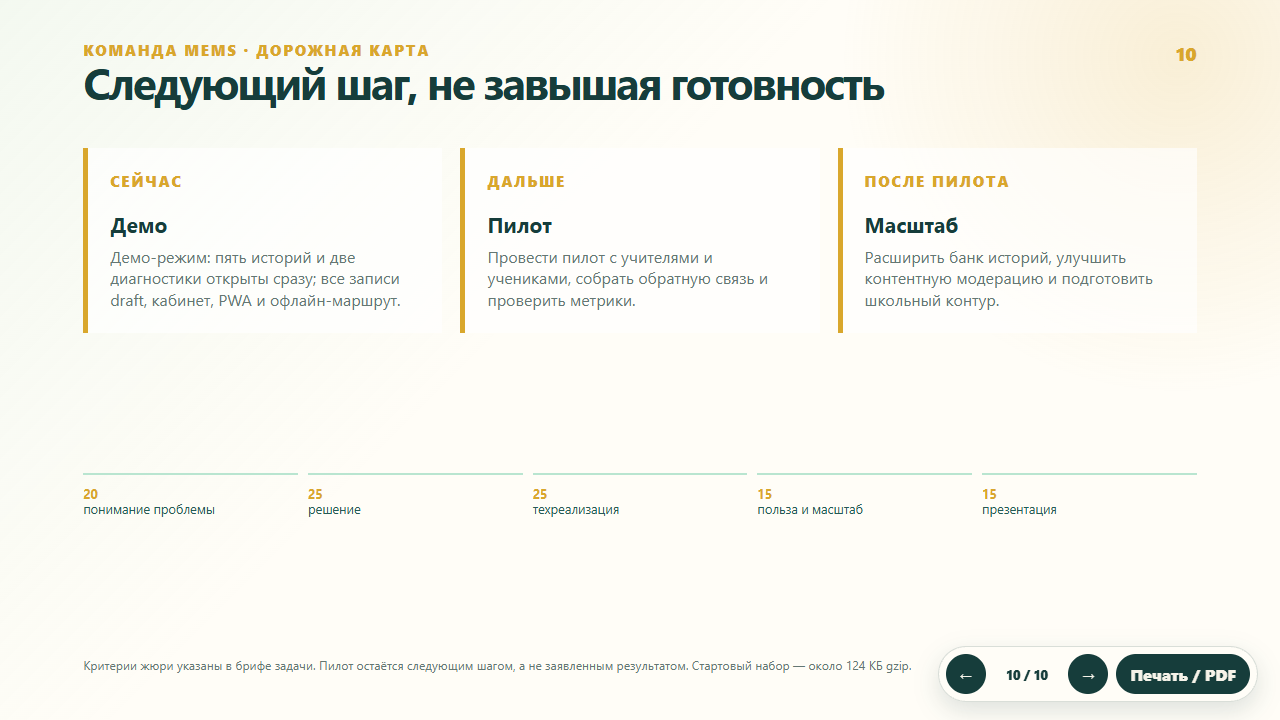 КОМАНДА MEMS · ДОРОЖНАЯ КАРТА
10
Следующий шаг, не завышая готовность
СЕЙЧАС
Демо
Демо-режим: пять историй и две
диагностики открыты сразу; все записи
draft, кабинет, PWA и офлайн-маршрут.
ДАЛЬШЕ
Пилот
Провести пилот с учителями и
учениками, собрать обратную связь и
проверить метрики.
ПОСЛЕ ПИЛОТА
Масштаб
Расширить банк историй, улучшить
контентную модерацию и подготовить
школьный контур.
20
понимание проблемы
25
решение
25
техреализация
15
польза и масштаб
15
презентация
Критерии жюри указаны в брифе задачи. Пилот остаётся следующим шагом, а не заявленным результатом. Стартовый набор — около 124 КБ gzip.
← 10 / 10 → Печать / PDF